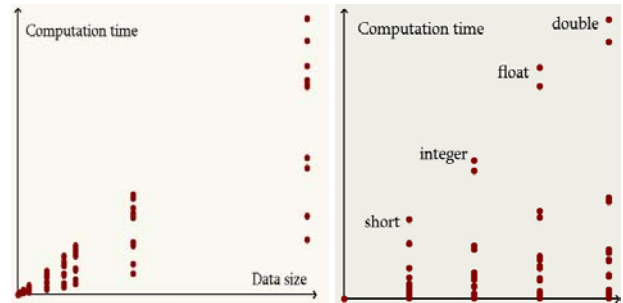 Computation time
Data size
Computation time
double
float
integer
short